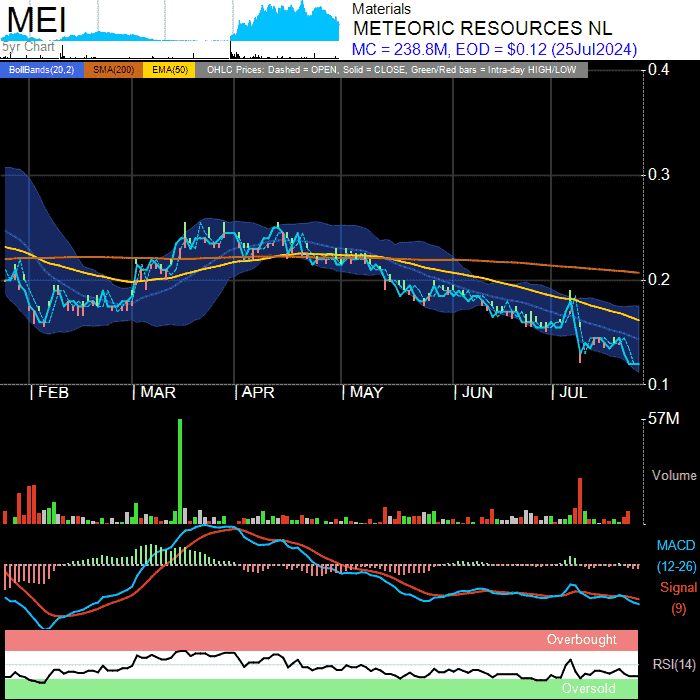 MEI
5yr Chart
Materials
METEORIC RESOURCES NL
MC = 238.8M, EOD = $0.12 (25Jul2024)
BollBands(20,2) SMA(200) EMA(50) OHLC Prices: Dashed = OPEN, Solid = CLOSE, Green/Red bars = Intra-day HIGH/LOW
0.4
0.3
0.2
0.1
FEB MAR APR MAY JUN JUL
57M
Volume
MACD
(12-26)
Signal
(9)
Overbought
RSI(14)
Oversold